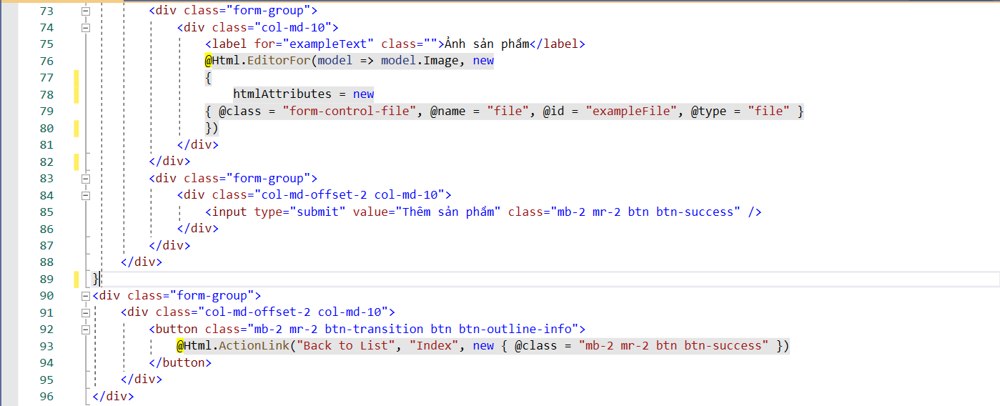 73 <div class="form-group">
74 <div class="col-md-10">
75 <label for="exampleText" class="">Ảnh sản phẩm</label>
76 @Html.EditorFor(model => model.Image, new
77 {
78 htmlAttributes = new
79 { @class = "form-control-file", @name = "file", @id = "exampleFile", @type = "file" }
80 })
81 </div>
82 </div>
83 <div class="form-group">
84 <div class="col-md-offset-2 col-md-10">
85 <input type="submit" value="Thêm sản phẩm" class="mb-2 mr-2 btn btn-success" />
86 </div>
87 </div>
88 </div>
89 }
90 <div class="form-group">
91 <div class="col-md-offset-2 col-md-10">
92 <button class="mb-2 mr-2 btn-transition btn btn-outline-info">
93 @Html.ActionLink("Back to List", "Index", new { @class = "mb-2 mr-2 btn btn-success" })
94 </button>
95 </div>
96 </div>